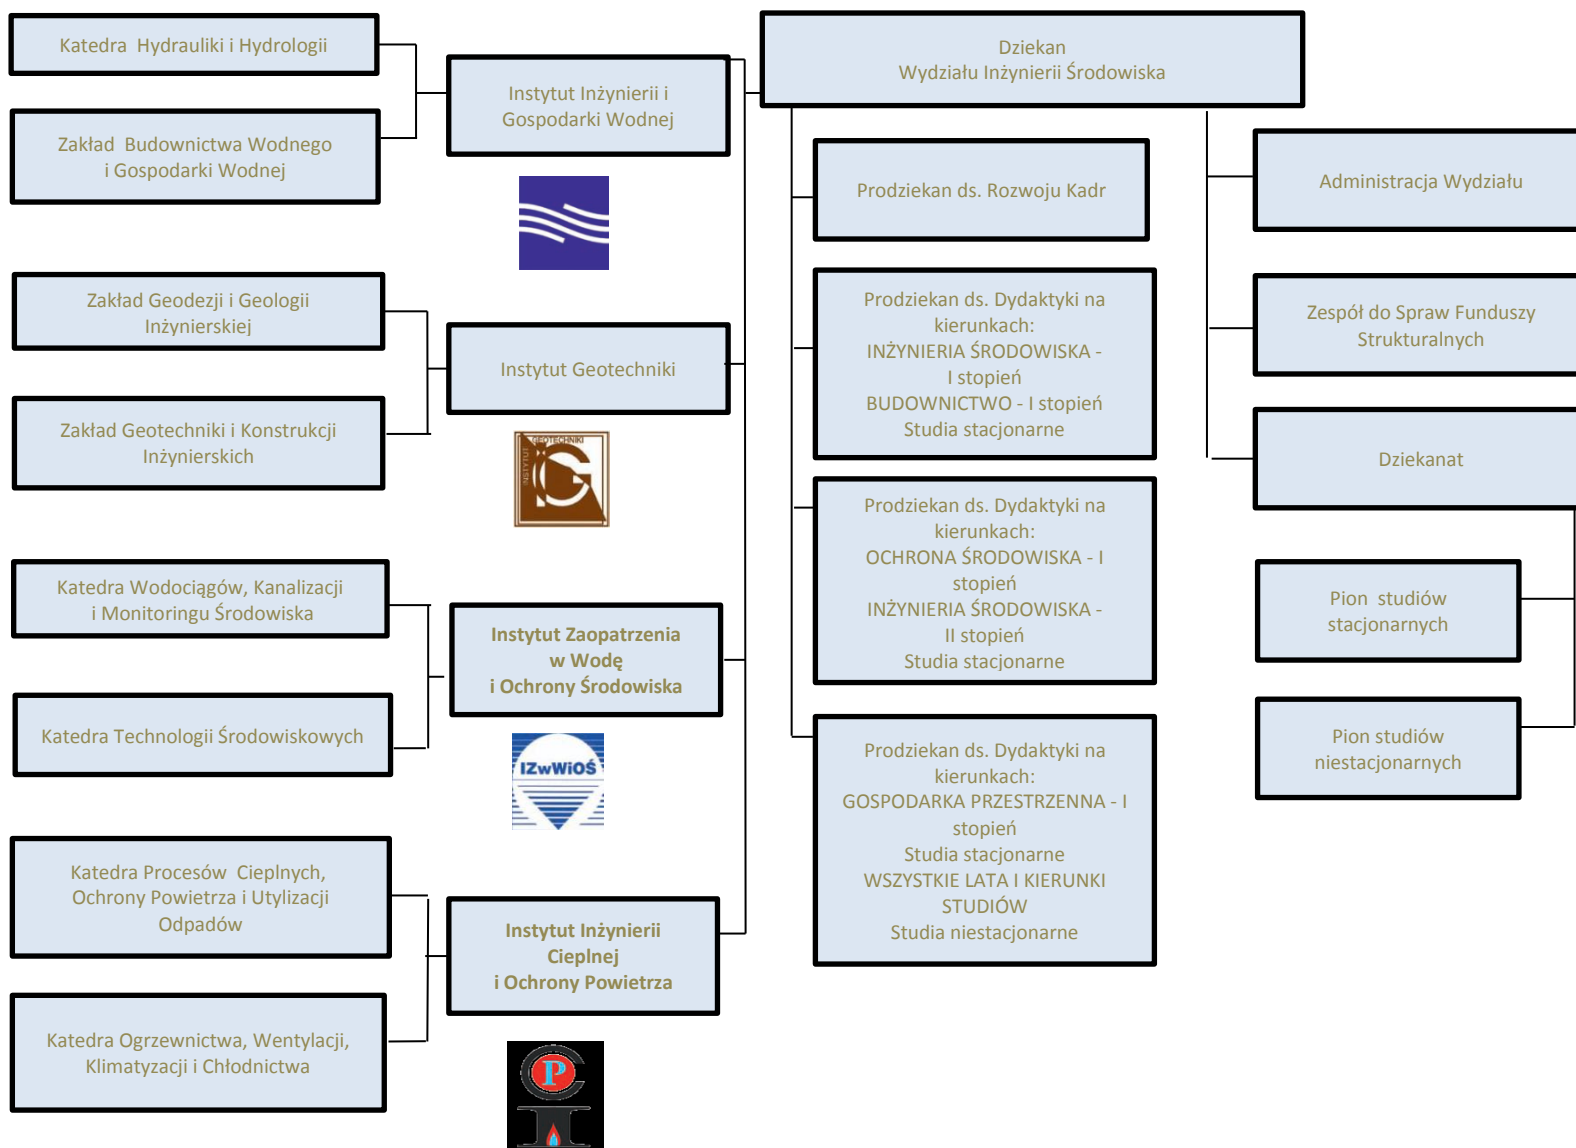 Katedra Hydrauliki i Hydrologii
Zakład Budownictwa Wodnego
i Gospodarki Wodnej
Instytut Inżynierii i
Gospodarki Wodnej
Zakład Geodezji i Geologii
Inżynierskiej
Zakład Geotechniki i Konstrukcji
Inżynierskich
Instytut Geotechniki
INSTYTUT
GEOTECHNIKI
IG
Katedra Wodociągów, Kanalizacji
i Monitoringu Środowiska
Katedra Technologii Środowiskowych
Instytut Zaopatrzenia
w Wodę
i Ochrony Środowiska
IZwWiOŚ
Katedra Procesów Cieplnych,
Ochrony Powietrza i Utylizacji
Odpadów
Katedra Ogrzewnictwa, Wentylacji,
Klimatyzacji i Chłodnictwa
Instytut Inżynierii
Cieplnej
i Ochrony Powietrza
C
P
I
Dziekan
Wydziału Inżynierii Środowiska
Prodziekan ds. Rozwoju Kadr
Prodziekan ds. Dydaktyki na
kierunkach:
INŻYNIERIA ŚRODOWISKA -
I stopień
BUDOWNICTWO - I stopień
Studia stacjonarne
Prodziekan ds. Dydaktyki na
kierunkach:
OCHRONA ŚRODOWISKA - I
stopień
INŻYNIERIA ŚRODOWISKA -
II stopień
Studia stacjonarne
Prodziekan ds. Dydaktyki na
kierunkach:
GOSPODARKA PRZESTRZENNA - I
stopień
Studia stacjonarne
WSZYSTKIE LATA I KIERUNKI
STUDIÓW
Studia niestacjonarne
Administracja Wydziału
Zespół do Spraw Funduszy
Strukturalnych
Dziekanat
Pion studiów
stacjonarnych
Pion studiów
niestacjonarnych